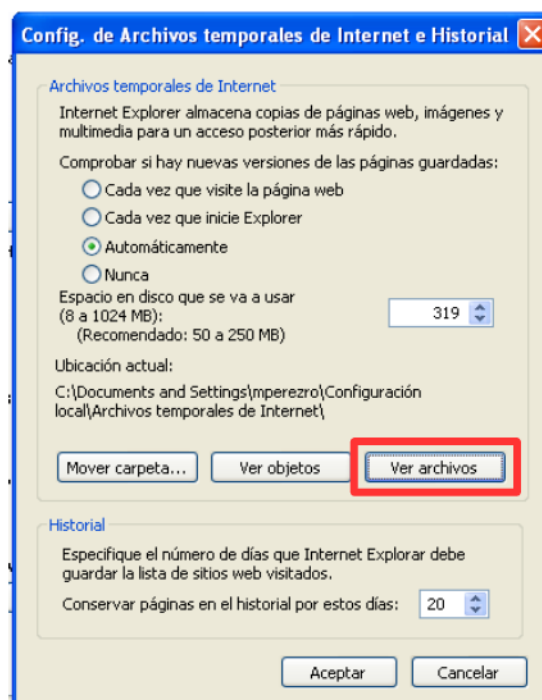 Config. de Archivos temporales de Internet e Historial
Archivos temporales de Internet
Internet Explorer almacena copias de páginas web, imágenes y
multimedia para un acceso posterior más rápido.
Comprobar si hay nuevas versiones de las páginas guardadas:
Cada vez que visite la página web
Cada vez que inicie Explorer
Automáticamente
Nunca
Espacio en disco que se va a usar
(8 a 1024 MB):
319
(Recomendado: 50 a 250 MB)
Ubicación actual:
C:\Documents and Settings\mperezro\Configuración
local\Archivos temporales de Internet\
Mover carpeta... Ver objetos Ver archivos
Historial
Especifique el número de días que Internet Explorar debe
guardar la lista de sitios web visitados.
Conservar páginas en el historial por estos días: 20
Aceptar Cancelar